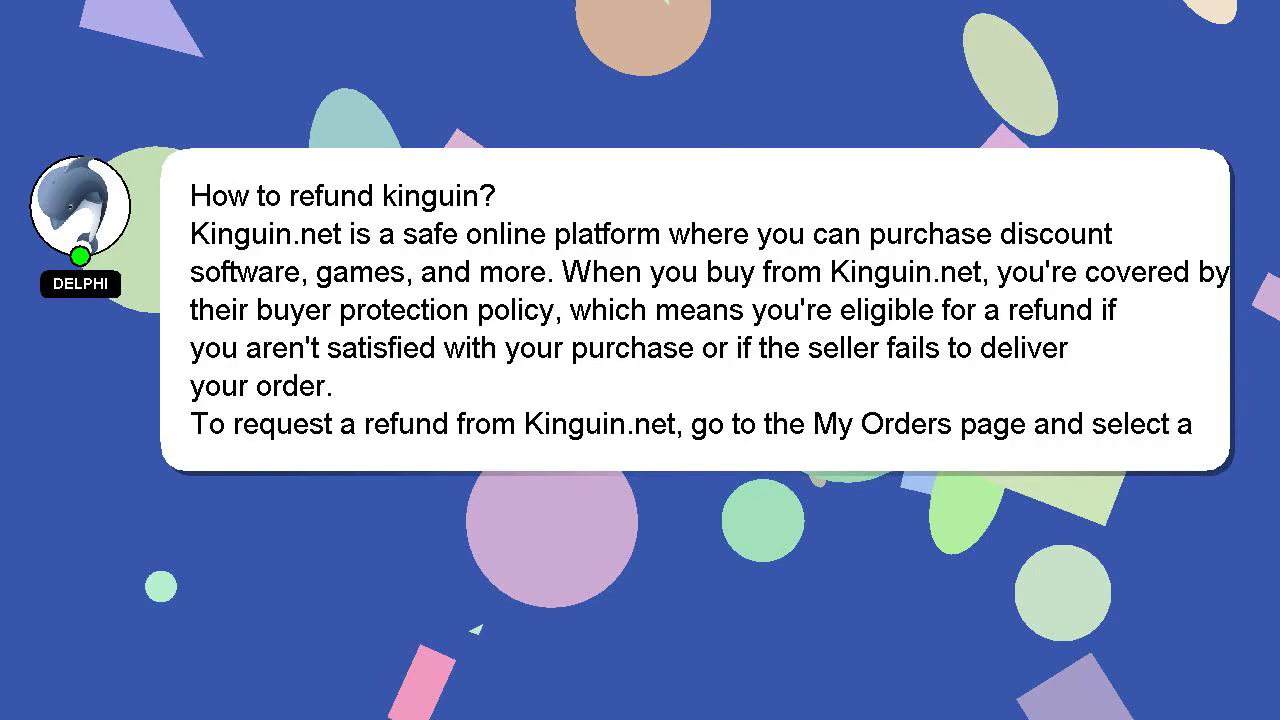 How to refund kinguin?
Kinguin.net is a safe online platform where you can purchase discount
software, games, and more. When you buy from Kinguin.net, you're covered by
their buyer protection policy, which means you're eligible for a refund if
you aren't satisfied with your purchase or if the seller fails to deliver
your order.
To request a refund from Kinguin.net, go to the My Orders page and select a
DELPHI